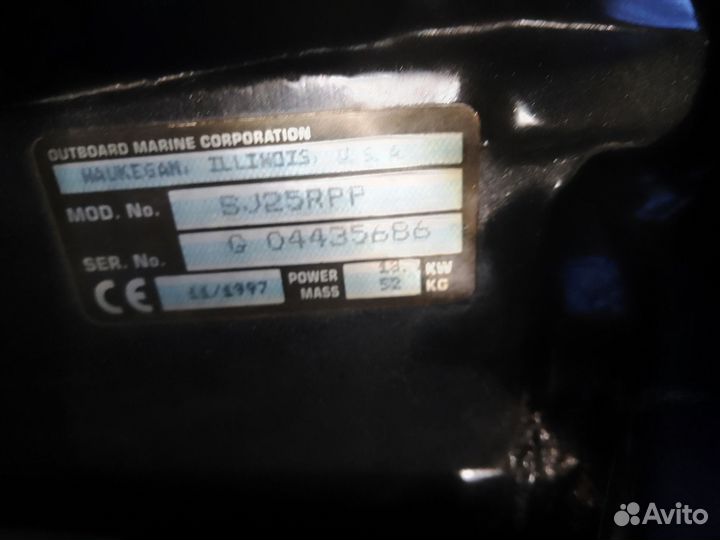 OUTBOARD MARINE CORPORATION
WAUKEGAN, ILLINOIS, U.S.A
MOD. No. SJ25RPP
SER. No. G 04435686
CE 11/1997 POWER KW
MASS 52 KG
Avito